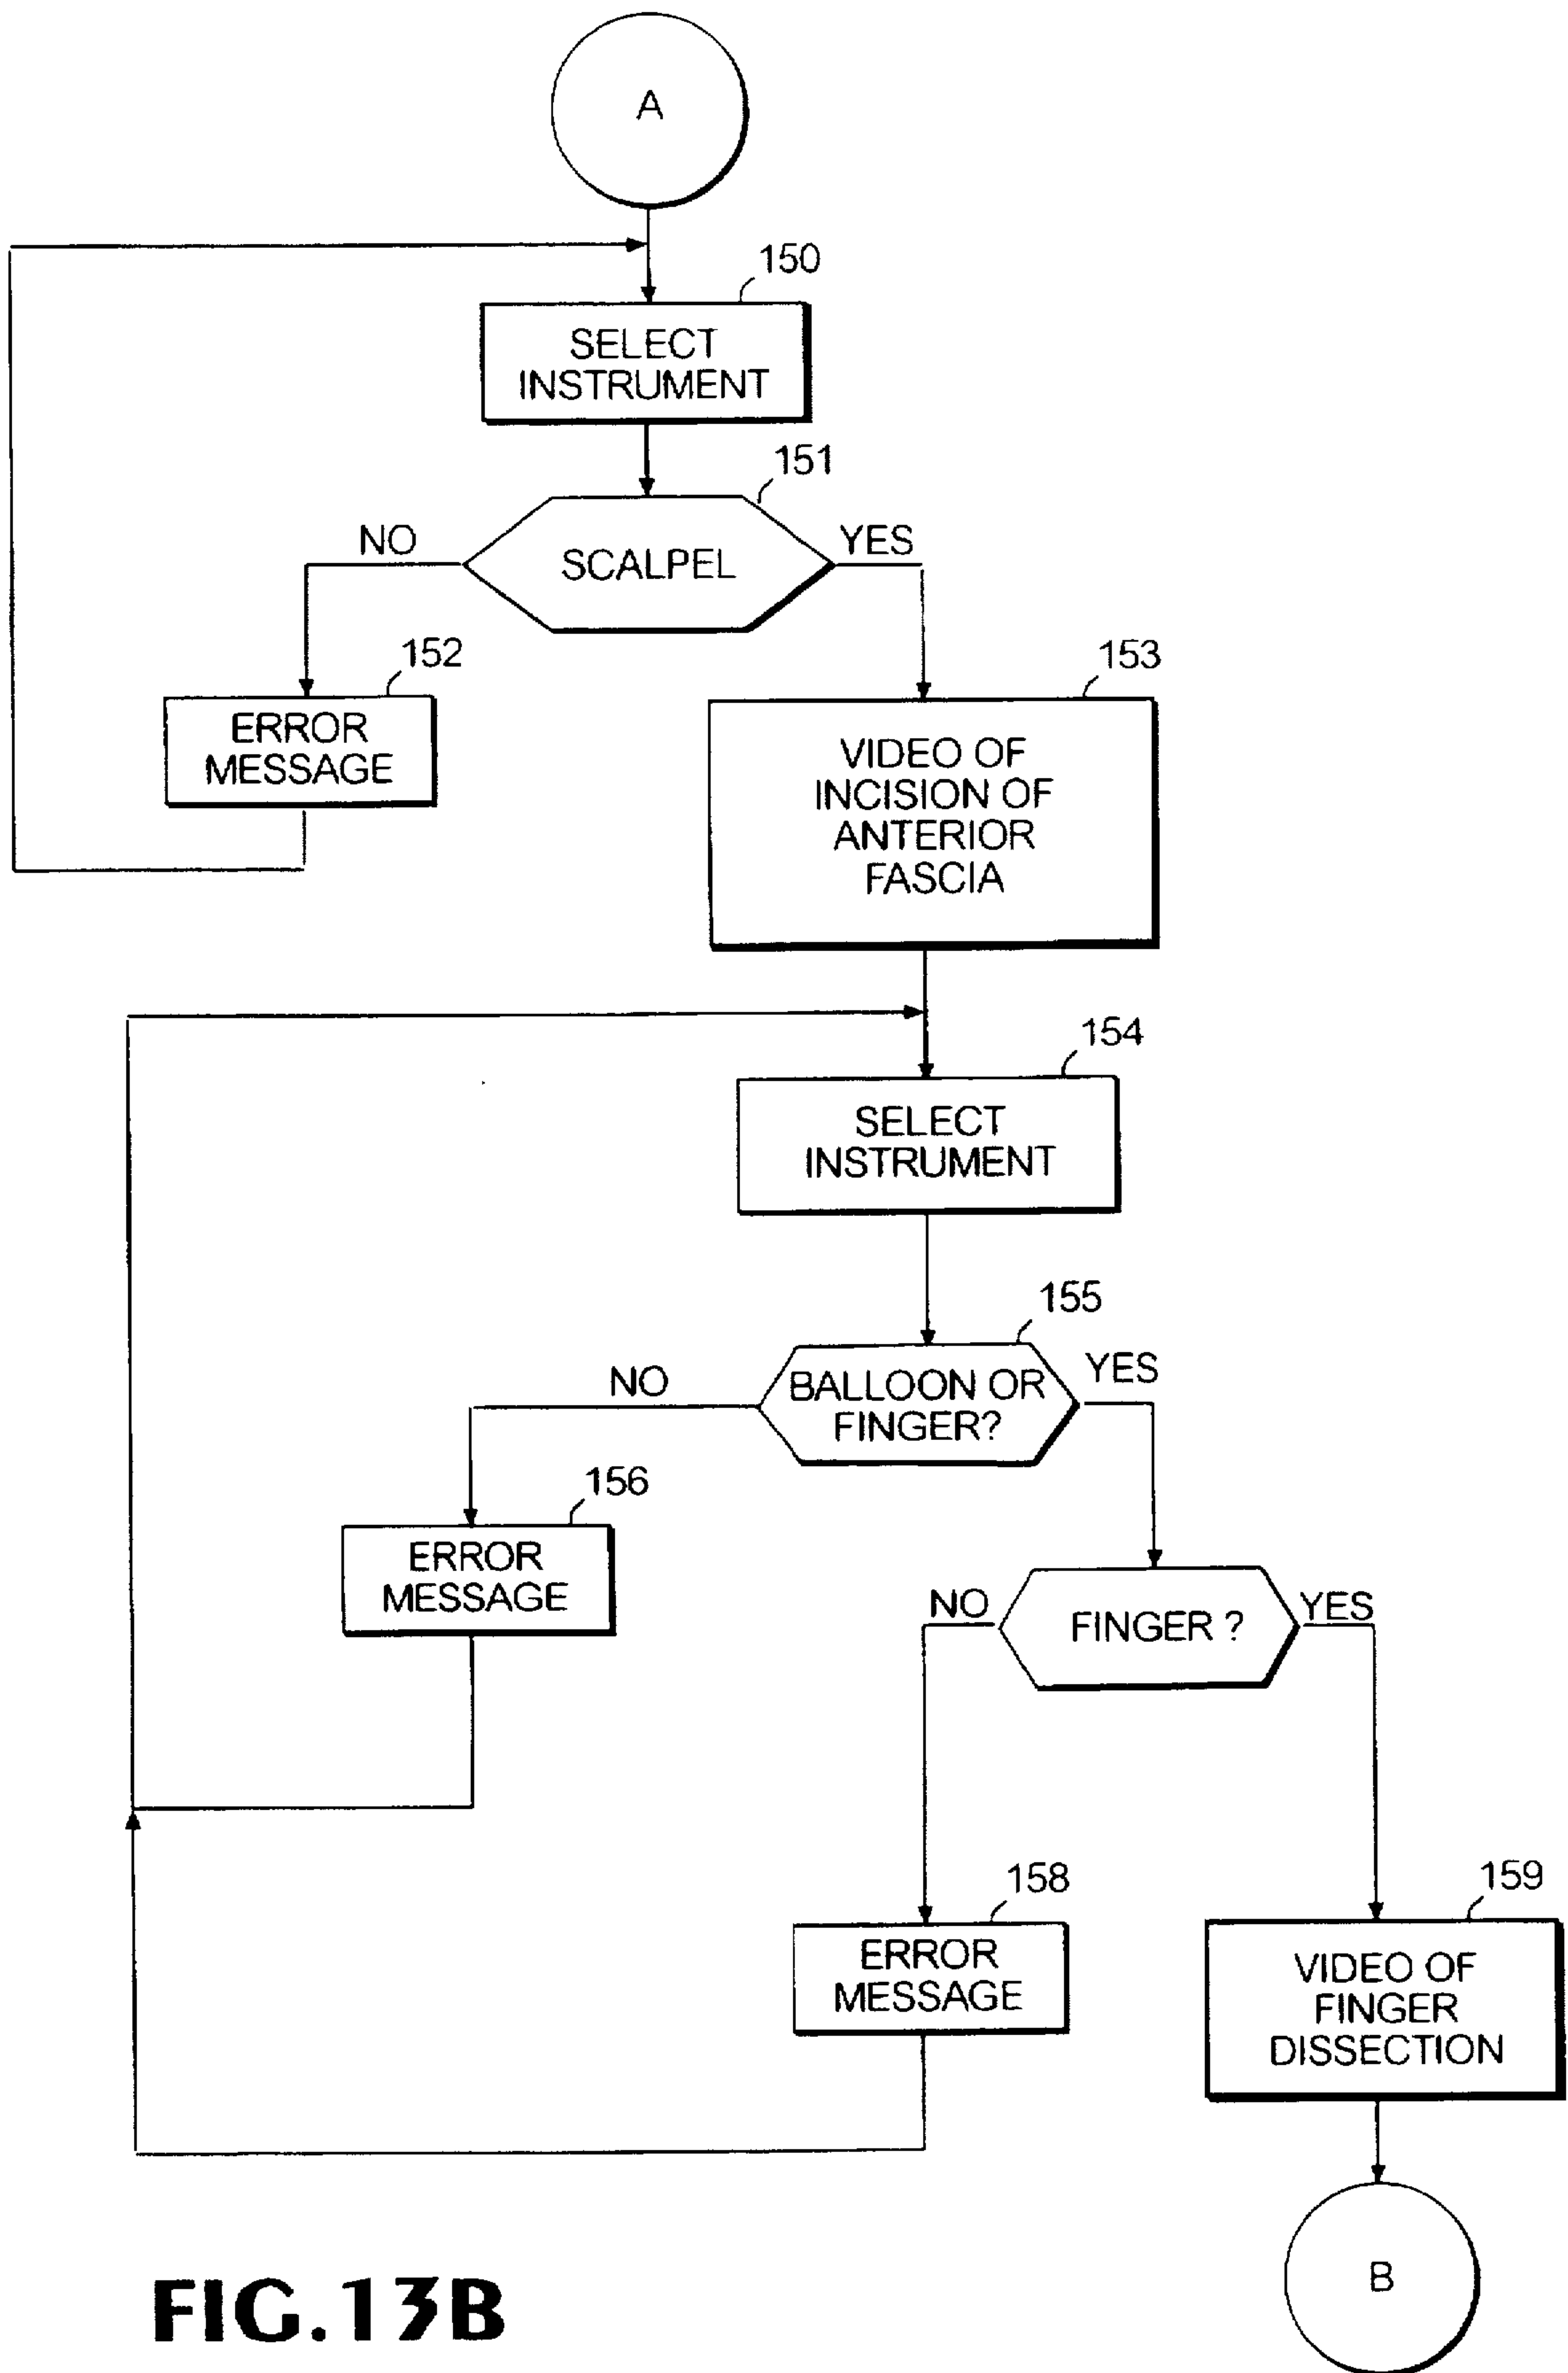 A
150
SELECT
INSTRUMENT
151
NO
YES
SCALPEL
152
153
ERROR
MESSAGE
VIDEO OF
INCISION OF
ANTERIOR
FASCIA
154
SELECT
INSTRUMENT
155
NO
YES
BALLOON OR
FINGER?
156
ERROR
MESSAGE
NO
YES
FINGER ?
158
159
ERROR
MESSAGE
VIDEO OF
FINGER
DISSECTION
B
FIG.13B